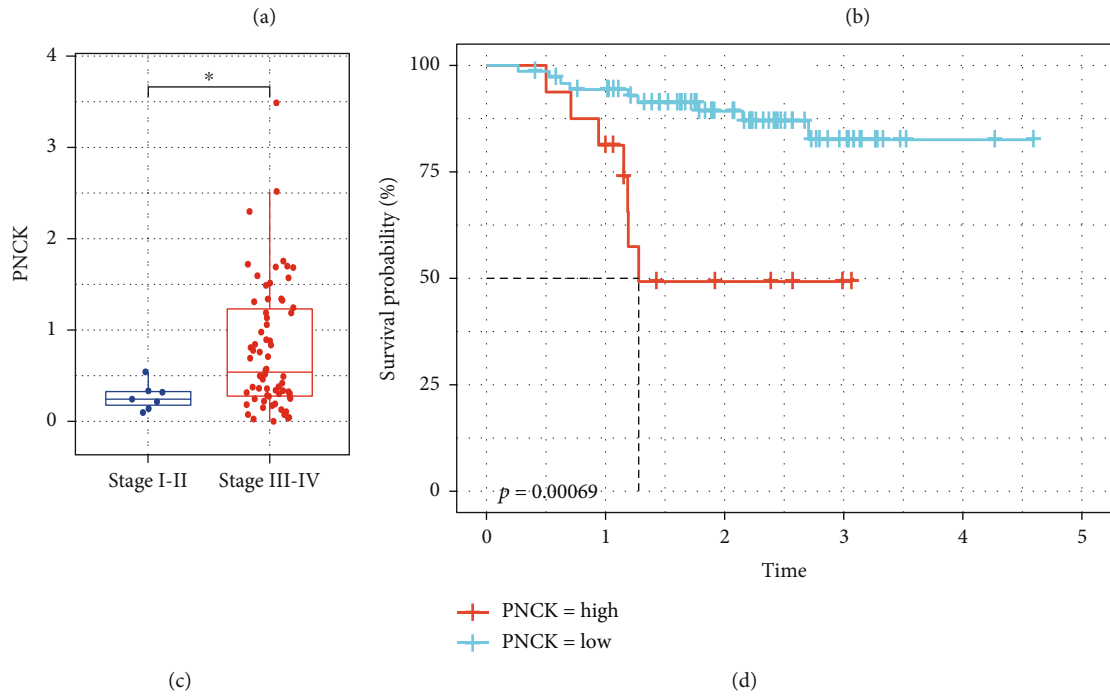 (a)
(b)
4
3
2
1
0
PNCK
*
Stage I-II
Stage III-IV
100
75
50
25
0
Survival probability (%)
p = 0.00069
0
1
2
3
4
5
Time
PNCK = high
PNCK = low
(c)
(d)